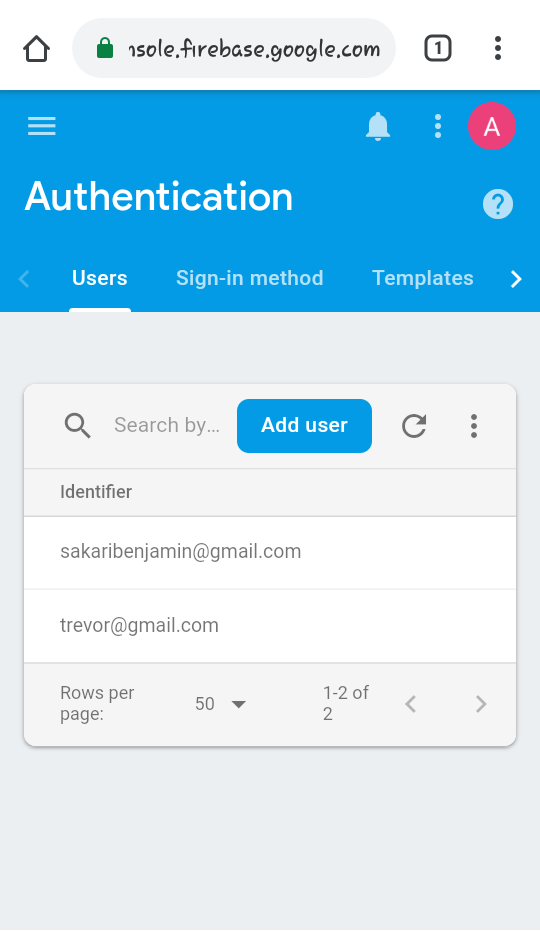 nsole.firebase.google.com
1
A
Authentication
?
Users Sign-in method Templates
Search by... Add user
Identifier
sakaribenjamin@gmail.com
trevor@gmail.com
Rows per page: 50 1-2 of 2